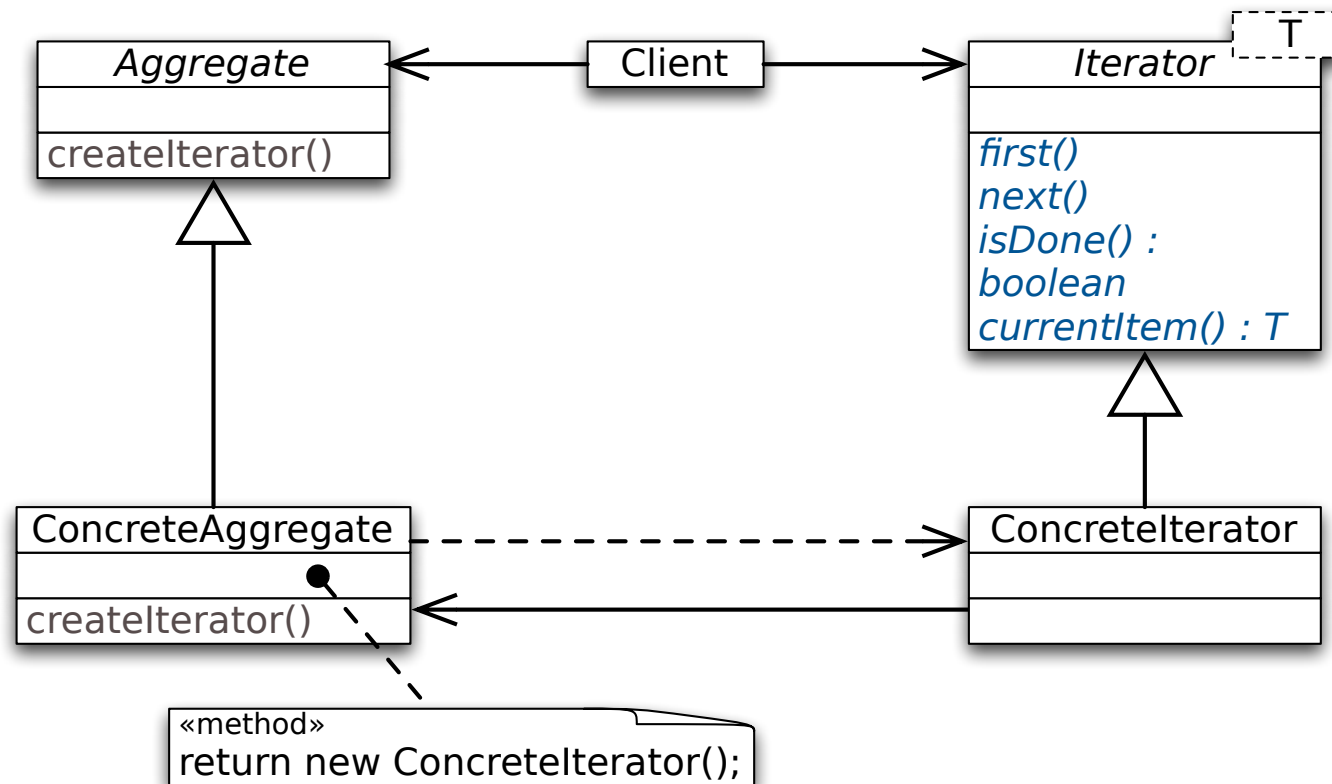 Aggregate
createIterator()
Client
T
Iterator
first()
next()
isDone() :
boolean
currentItem() : T
ConcreteAggregate
createIterator()
ConcreteIterator
«method»
return new ConcreteIterator();